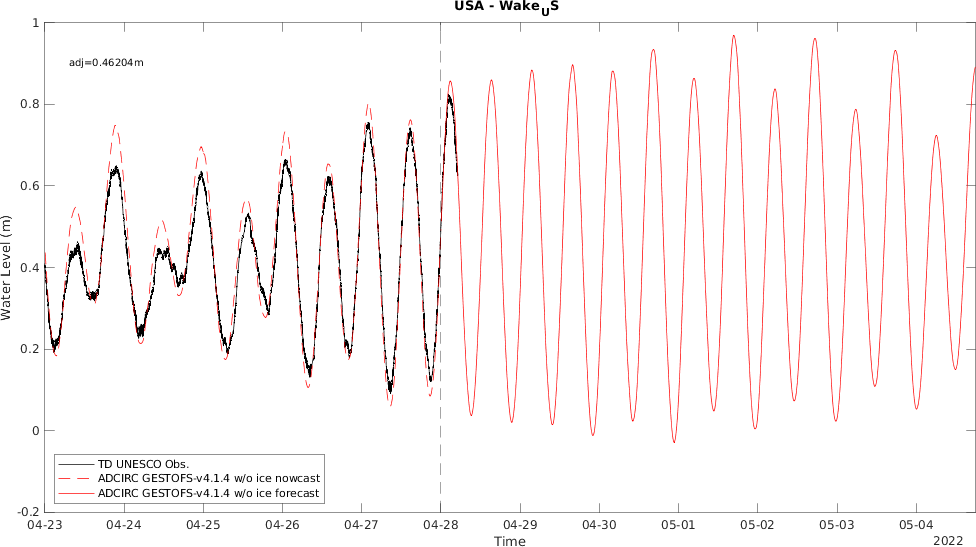 USA - Wake_US
adj=0.46204m
Water Level (m)
1
0.8
0.6
0.4
0.2
0
-0.2
TD UNESCO Obs.
ADCIRC GESTOFS-v4.1.4 w/o ice nowcast
ADCIRC GESTOFS-v4.1.4 w/o ice forecast
04-23 04-24 04-25 04-26 04-27 04-28 04-29 04-30 05-01 05-02 05-03 05-04
Time
2022